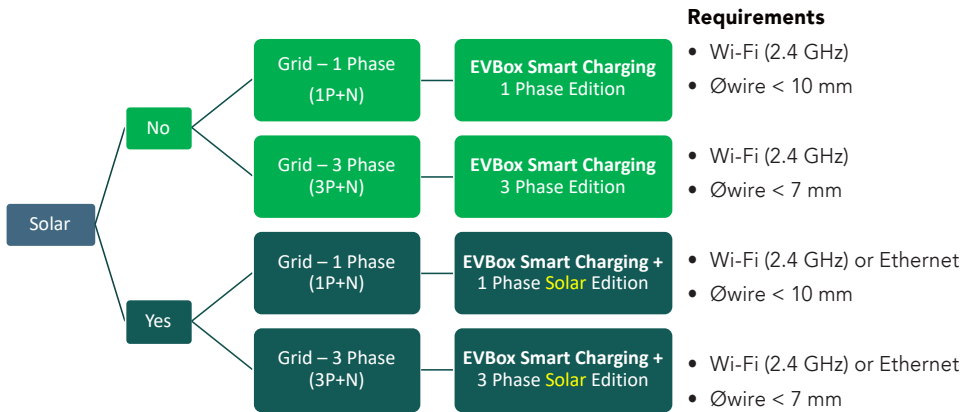 Requirements
Solar
No
Grid – 1 Phase
(1P+N)
EVBox Smart Charging
1 Phase Edition
• Wi-Fi (2.4 GHz)
• Øwire < 10 mm
Grid – 3 Phase
(3P+N)
EVBox Smart Charging
3 Phase Edition
• Wi-Fi (2.4 GHz)
• Øwire < 7 mm
Yes
Grid – 1 Phase
(1P+N)
EVBox Smart Charging +
1 Phase Solar Edition
• Wi-Fi (2.4 GHz) or Ethernet
• Øwire < 10 mm
Grid – 3 Phase
(3P+N)
EVBox Smart Charging +
3 Phase Solar Edition
• Wi-Fi (2.4 GHz) or Ethernet
• Øwire < 7 mm